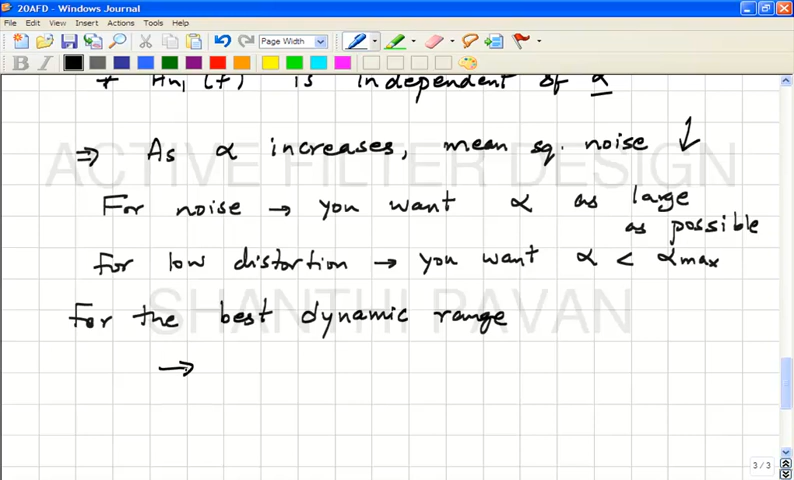 20AFD - Windows Journal
File Edit View Insert Actions Tools Help
Page Width
B I
* Hn1 (f) is independent of α
⇒ As α increases, mean sq. noise ↓
ACTIVE FILTER DESIGN
For noise → you want α as large
as possible
For low distortion → you want α < αmax
SHANTHI PAVAN
For the best dynamic range
→
3 / 3